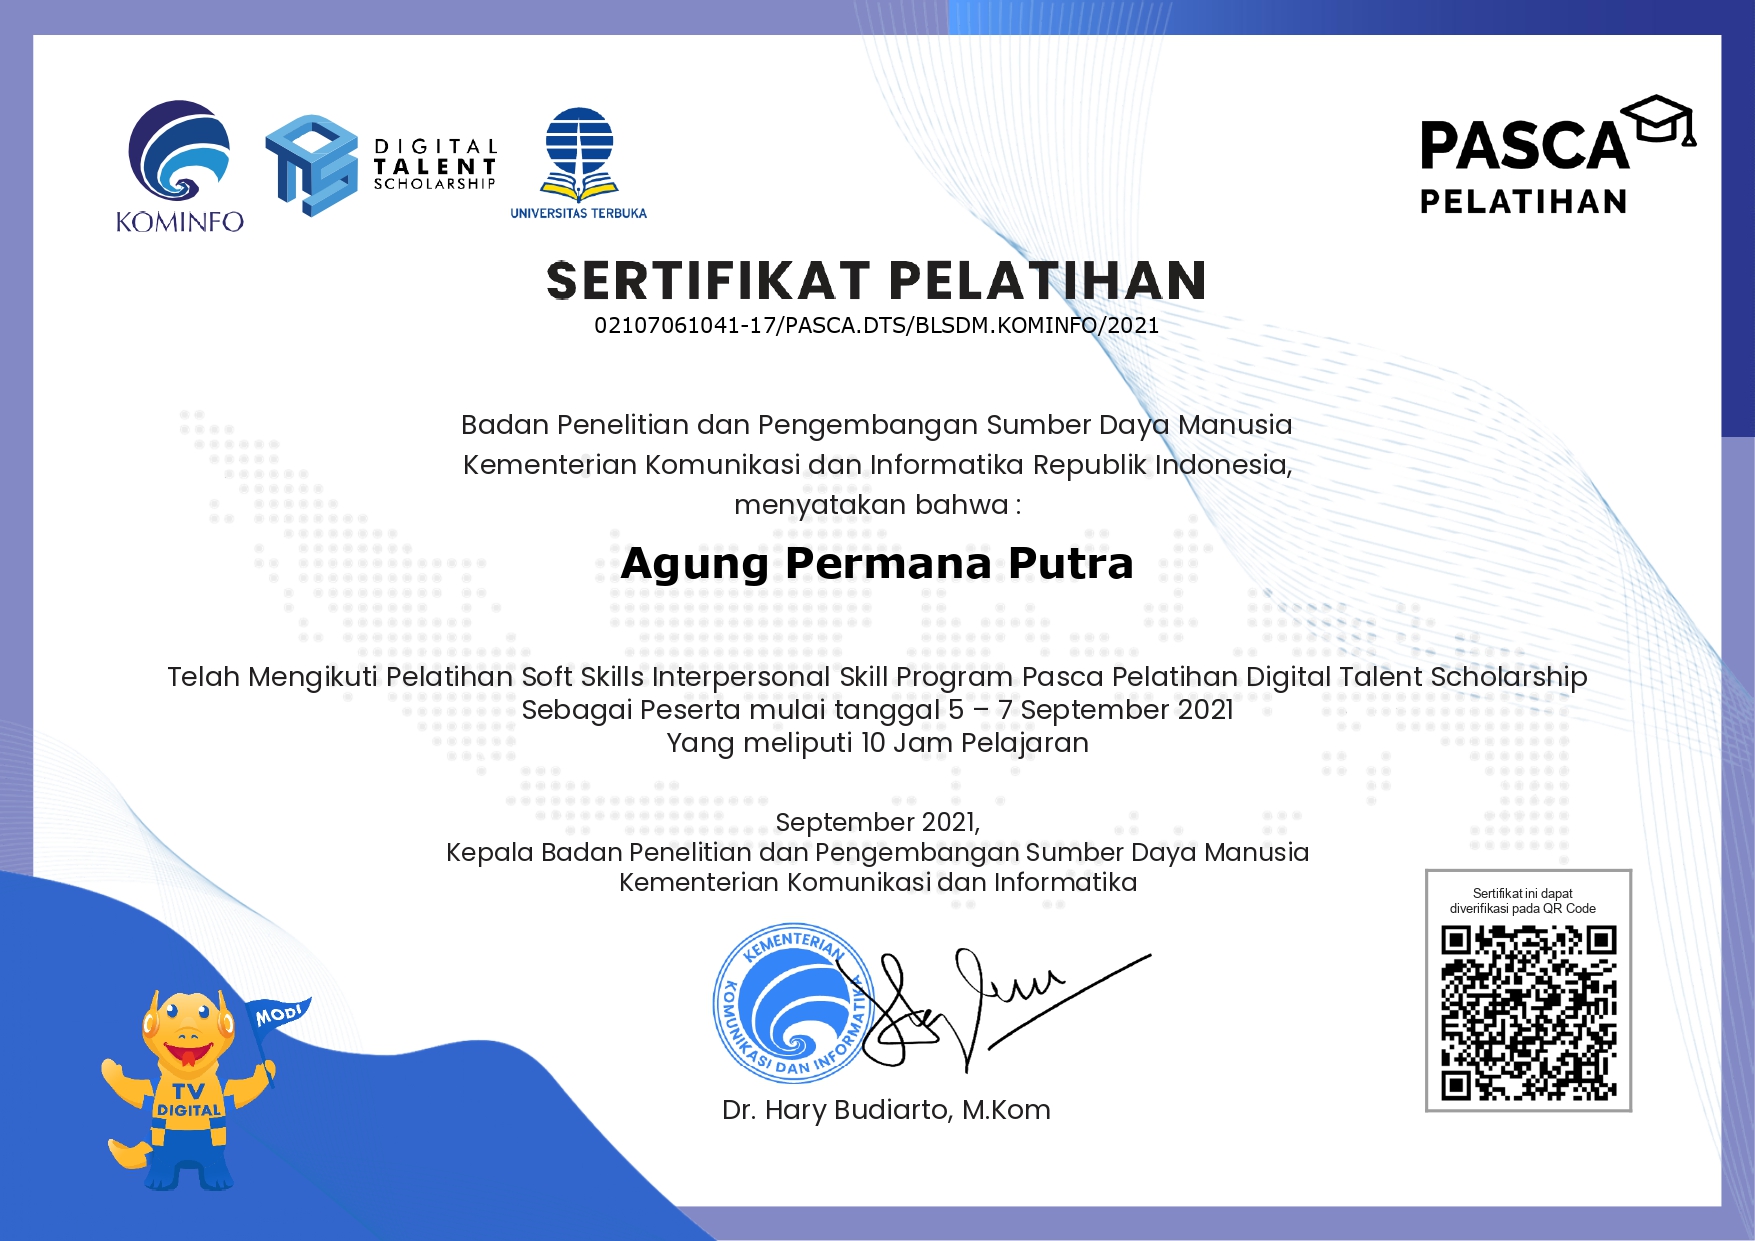 KOMINFO
DIGITAL
TALENT
SCHOLARSHIP
UNIVERSITAS TERBUKA
PASCA
PELATIHAN
SERTIFIKAT PELATIHAN
02107061041-17/PASCA.DTS/BLSDM.KOMINFO/2021
Badan Penelitian dan Pengembangan Sumber Daya Manusia
Kementerian Komunikasi dan Informatika Republik Indonesia,
menyatakan bahwa :
Agung Permana Putra
Telah Mengikuti Pelatihan Soft Skills Interpersonal Skill Program Pasca Pelatihan Digital Talent Scholarship
Sebagai Peserta mulai tanggal 5 – 7 September 2021
Yang meliputi 10 Jam Pelajaran
September 2021,
Kepala Badan Penelitian dan Pengembangan Sumber Daya Manusia
Kementerian Komunikasi dan Informatika
KEMENTERIAN
KOMUNIKASI DAN INFORMATIKA
Dr. Hary Budiarto, M.Kom
Sertifikat ini dapat
diverifikasi pada QR Code
MODI
TV
DIGITAL